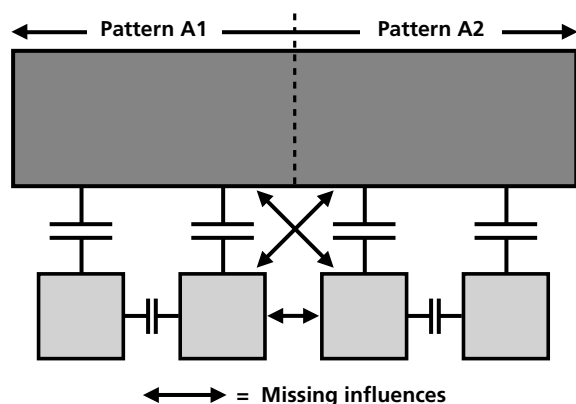 Pattern A1 Pattern A2
= Missing influences